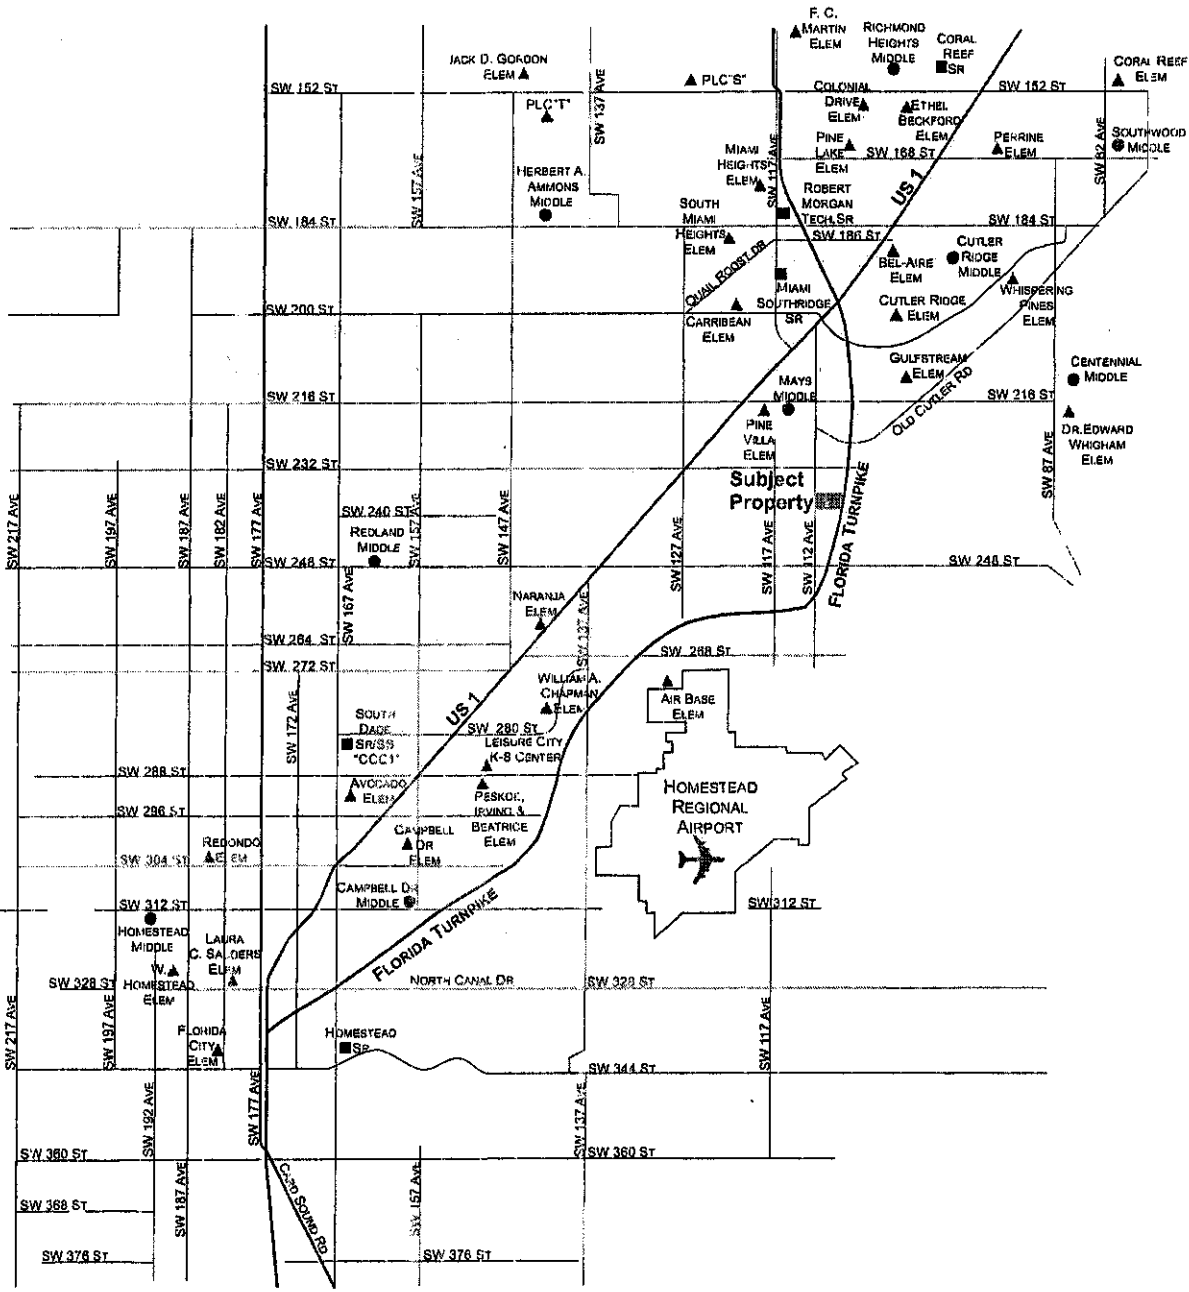 F. C.
MARTIN
ELEM
RICHMOND
HEIGHTS
MIDDLE
CORAL
REEF
SR
JACK D. GORDON
ELEM
SW 137 AVE
PLC"S"
CORAL REEF
ELEM
SW 152 ST
SW 152 ST
PLC"T"
COLONIAL
DRIVE
ELEM
ETHEL
BECKFORD
ELEM
SW 82 AVE
SOUTHWOOD
MIDDLE
PINE
LAKE
ELEM
SW 168 ST
PERRINE
ELEM
MIAMI
HEIGHTS
ELEM
SW 117 AVE
SW 157 AVE
HERBERT A.
AMMONS
MIDDLE
US 1
ROBERT
MORGAN
TECH.SR
SOUTH
MIAMI
HEIGHTS
ELEM
SW 184 ST
SW 184 ST
SW 186 ST
QUAIL ROOST DR
BEL-AIRE
ELEM
CUTLER
RIDGE
MIDDLE
MIAMI
SOUTHRIDGE
SR
WHISPERING
PINES
ELEM
CUTLER RIDGE
ELEM
SW 200 ST
CARRIBEAN
ELEM
GULFSTREAM
ELEM
CENTENNIAL
MIDDLE
MAYS
MIDDLE
OLD CUTLER RD
SW 216 ST
SW 216 ST
PINE
VILLA
ELEM
DR.EDWARD
WHIGHAM
ELEM
SW 232 ST
SW 87 AVE
Subject
Property
FLORIDA TURNPIKE
SW 217 AVE
SW 197 AVE
SW 187 AVE
SW 182 AVE
SW 177 AVE
SW 240 ST
SW 157 AVE
SW 147 AVE
REDLAND
MIDDLE
SW 127 AVE
SW 117 AVE
SW 112 AVE
SW 248 ST
SW 248 ST
SW 167 AVE
NARANJA
ELEM
SW 137 AVE
SW 264 ST
SW 268 ST
SW 272 ST
WILLIAM A.
CHAPMAN
ELEM
AIR BASE
ELEM
SW 172 AVE
US 1
SOUTH
DADE
SR/SS
"CCC1"
SW 280 ST
LEISURE CITY
K-8 CENTER
SW 288 ST
AVOCADO
ELEM
PESKOE,
IRVING &
BEATRICE
ELEM
HOMESTEAD
REGIONAL
AIRPORT
SW 296 ST
REDONDO
ELEM
CAMPBELL
DR
ELEM
SW 304 ST
CAMPBELL DR
MIDDLE
SW 312 ST
SW 312 ST
HOMESTEAD
MIDDLE
LAURA
C. SAUDERS
ELEM
FLORIDA TURNPIKE
W.
HOMESTEAD
ELEM
SW 328 ST
NORTH CANAL DR
SW 328 ST
SW 217 AVE
SW 197 AVE
FLORIDA
CITY
ELEM
HOMESTEAD
SR
SW 117 AVE
SW 344 ST
SW 192 AVE
SW 177 AVE
SW 137 AVE
SW 360 ST
SW 360 ST
SW 187 AVE
CARD SOUND RD
SW 157 AVE
SW 368 ST
SW 376 ST
SW 376 ST